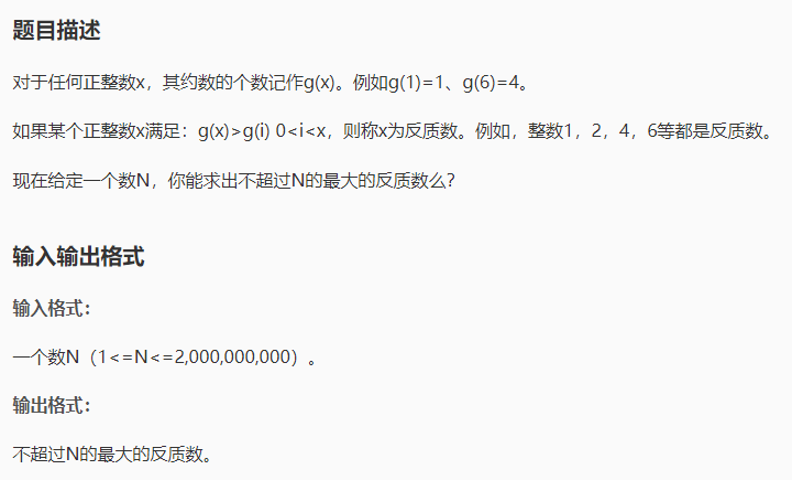 题目描述
对于任何正整数x，其约数的个数记作g(x)。例如g(1)=1、g(6)=4。
如果某个正整数x满足：g(x)>g(i) 0<i<x，则称x为反质数。例如，整数1，2，4，6等都是反质数。
现在给定一个数N，你能求出不超过N的最大的反质数么？
输入输出格式
输入格式：
一个数N（1<=N<=2,000,000,000）。
输出格式：
不超过N的最大的反质数。